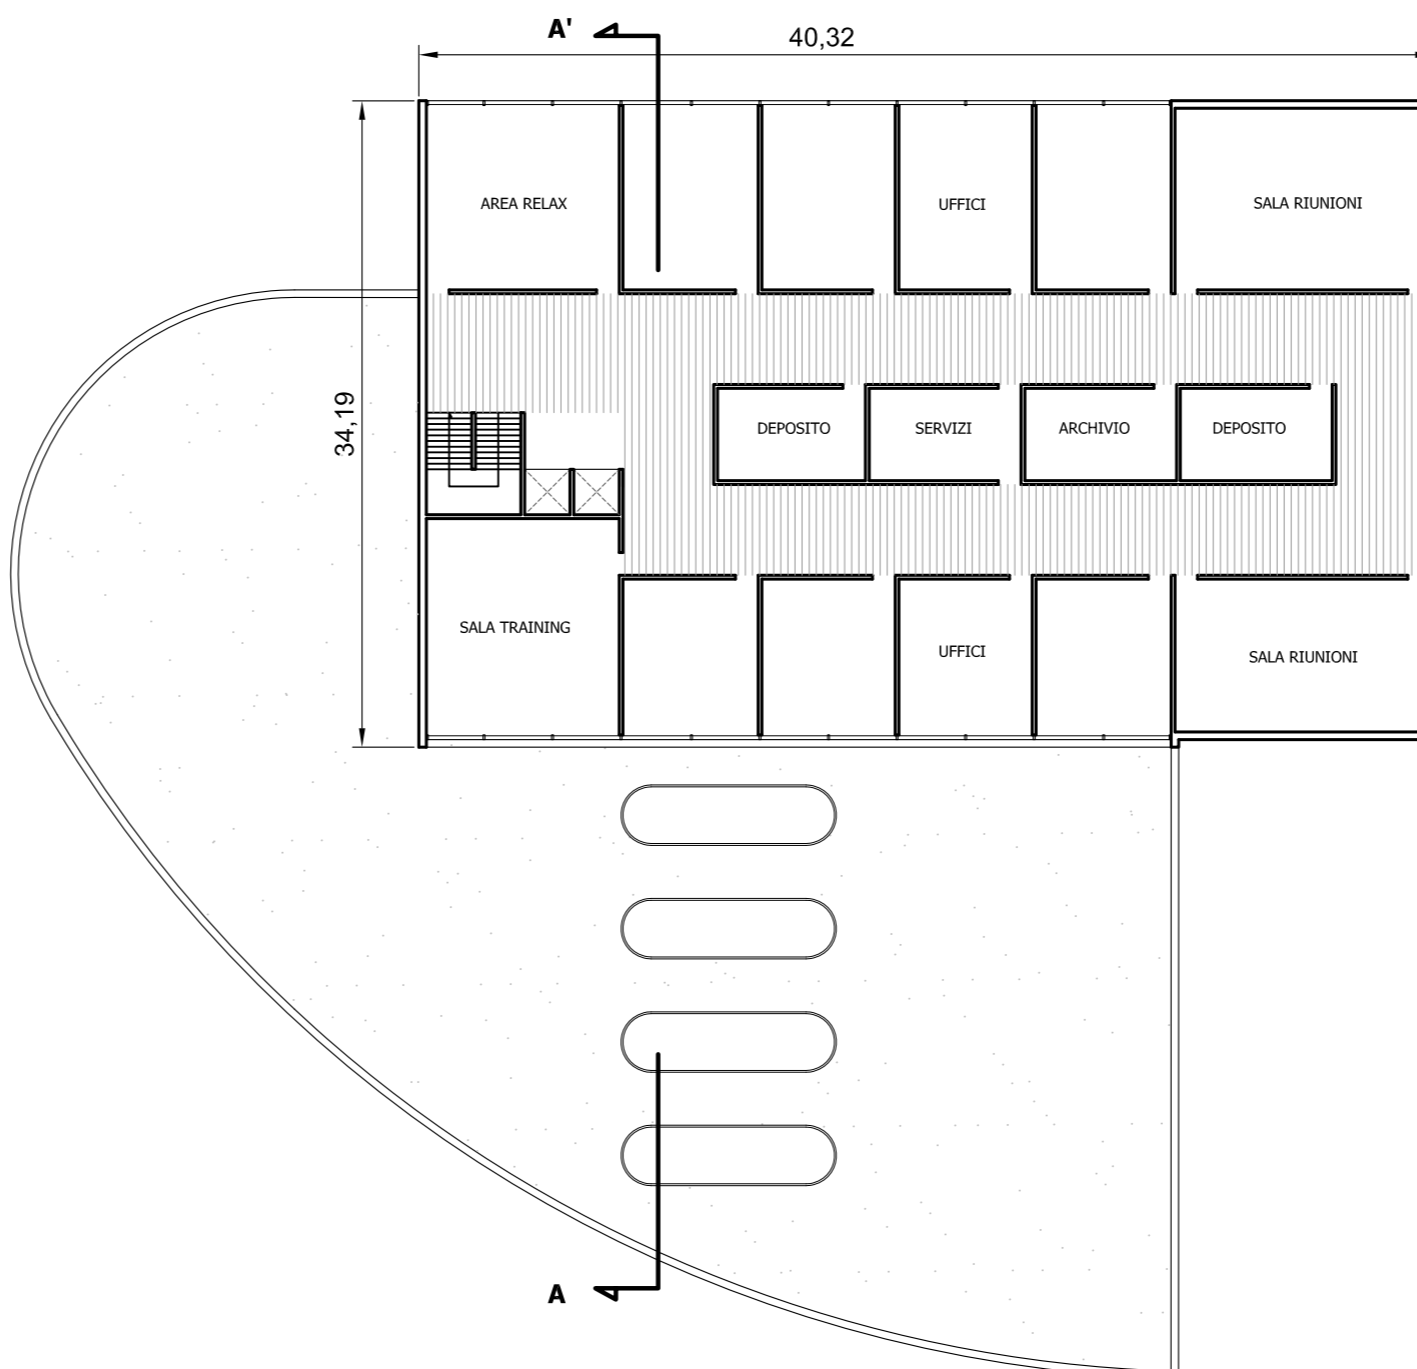 A'
40,32
AREA RELAX
UFFICI
SALA RIUNIONI
34,19
DEPOSITO
SERVIZI
ARCHIVIO
DEPOSITO
SALA TRAINING
UFFICI
SALA RIUNIONI
A